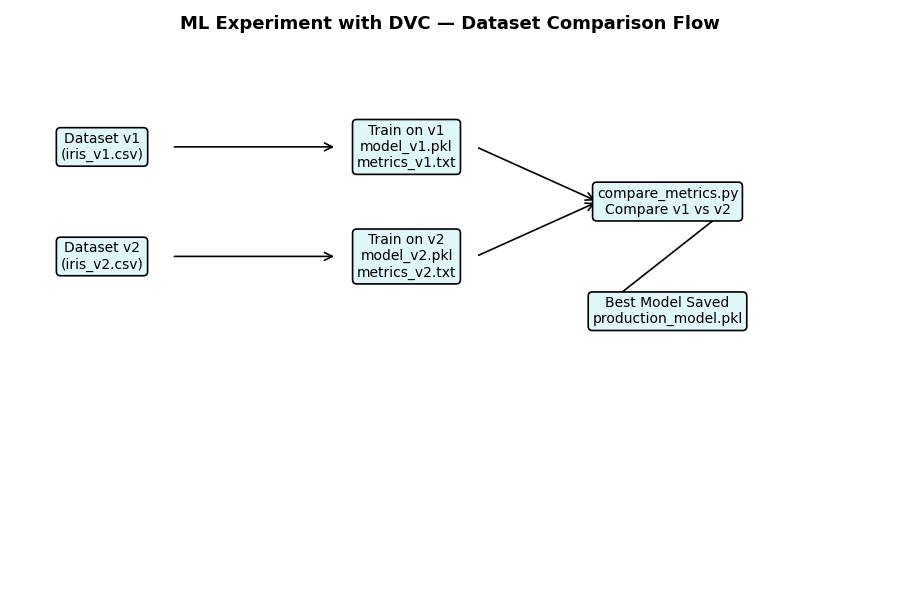 ML Experiment with DVC — Dataset Comparison Flow
Dataset v1
(iris_v1.csv)
Train on v1
model_v1.pkl
metrics_v1.txt
compare_metrics.py
Compare v1 vs v2
Dataset v2
(iris_v2.csv)
Train on v2
model_v2.pkl
metrics_v2.txt
Best Model Saved
production_model.pkl